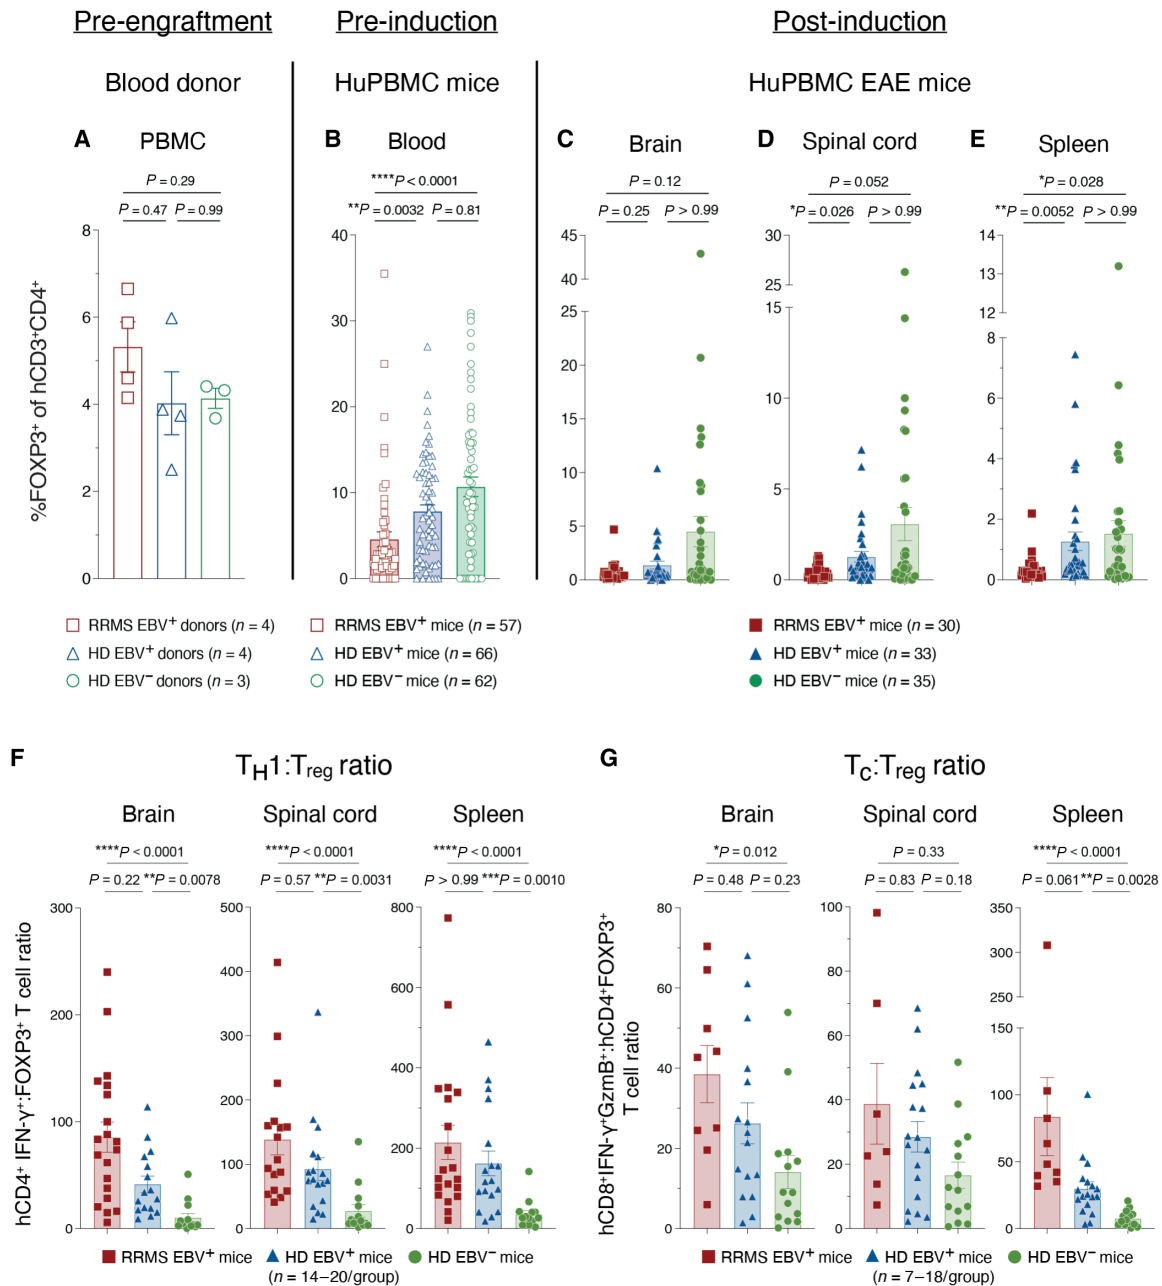 Pre-engraftment Pre-induction Post-induction
Blood donor HuPBMC mice HuPBMC EAE mice
A PBMC B Blood C Brain D Spinal cord E Spleen
P = 0.29 ****P < 0.0001 P = 0.12 P = 0.052 *P = 0.028
P = 0.47 P = 0.99 **P = 0.0032 P = 0.81 P = 0.25 P > 0.99 *P = 0.026 P > 0.99 **P = 0.0052 P > 0.99
%FOXP3⁺ of hCD3⁺CD4⁺
8 6 4 2 0
40 30 20 10 0
45 40 25 20 15 10 5 0
30 25 15 10 5 0
14 13 12 8 6 4 2 0
RRMS EBV⁺ donors (n = 4) RRMS EBV⁺ mice (n = 57) RRMS EBV⁺ mice (n = 30)
HD EBV⁺ donors (n = 4) HD EBV⁺ mice (n = 66) HD EBV⁺ mice (n = 33)
HD EBV⁻ donors (n = 3) HD EBV⁻ mice (n = 62) HD EBV⁻ mice (n = 35)
F T_H1:T_reg ratio
Brain Spinal cord Spleen
****P < 0.0001 ****P < 0.0001 ****P < 0.0001
P = 0.22 **P = 0.0078 P = 0.57 **P = 0.0031 P > 0.99 ***P = 0.0010
hCD4⁺ IFN-γ⁺:FOXP3⁺ T cell ratio
300 200 100 0
500 400 300 200 100 0
800 600 400 200 0
RRMS EBV⁺ mice HD EBV⁺ mice HD EBV⁻ mice
(n = 14–20/group)
G T_C:T_reg ratio
Brain Spinal cord Spleen
*P = 0.012 P = 0.33 ****P < 0.0001
P = 0.48 P = 0.23 P = 0.83 P = 0.18 P = 0.061 **P = 0.0028
hCD8⁺IFN-γ⁺GzmB⁺:hCD4⁺FOXP3⁺
T cell ratio
80 60 40 20 0
100 80 60 40 20 0
350 300 250 150 100 50 0
RRMS EBV⁺ mice HD EBV⁺ mice HD EBV⁻ mice
(n = 7–18/group)